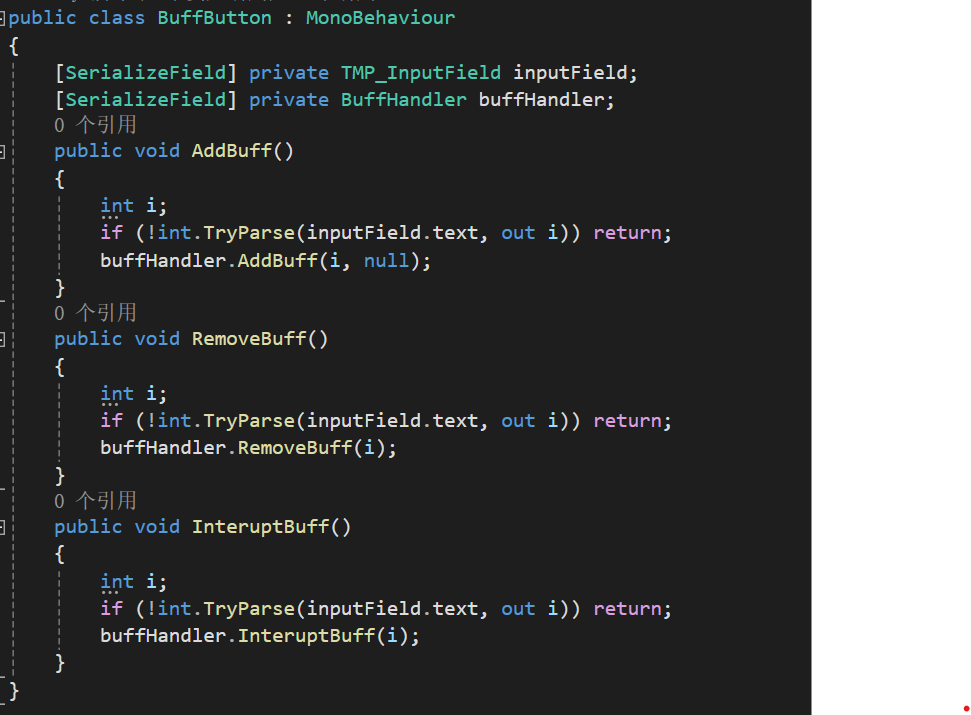 public class BuffButton : MonoBehaviour
{
[SerializeField] private TMP_InputField inputField;
[SerializeField] private BuffHandler buffHandler;
0 个引用
public void AddBuff()
{
int i;
if (!int.TryParse(inputField.text, out i)) return;
buffHandler.AddBuff(i, null);
}
0 个引用
public void RemoveBuff()
{
int i;
if (!int.TryParse(inputField.text, out i)) return;
buffHandler.RemoveBuff(i);
}
0 个引用
public void InteruptBuff()
{
int i;
if (!int.TryParse(inputField.text, out i)) return;
buffHandler.InteruptBuff(i);
}
}